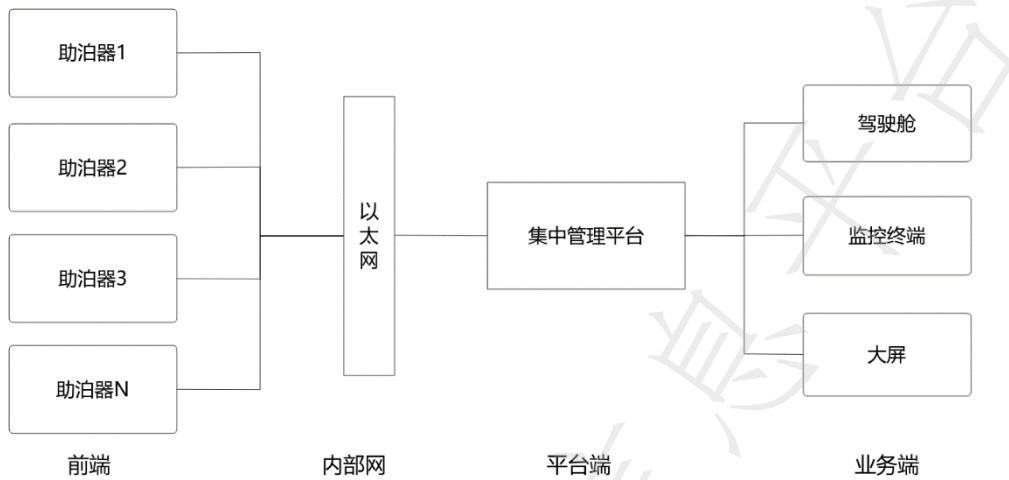 助泊器1
助泊器2
助泊器3
助泊器N
以
太
网
集中管理平台
驾驶舱
监控终端
大屏
前端
内部网
平台端
业务端